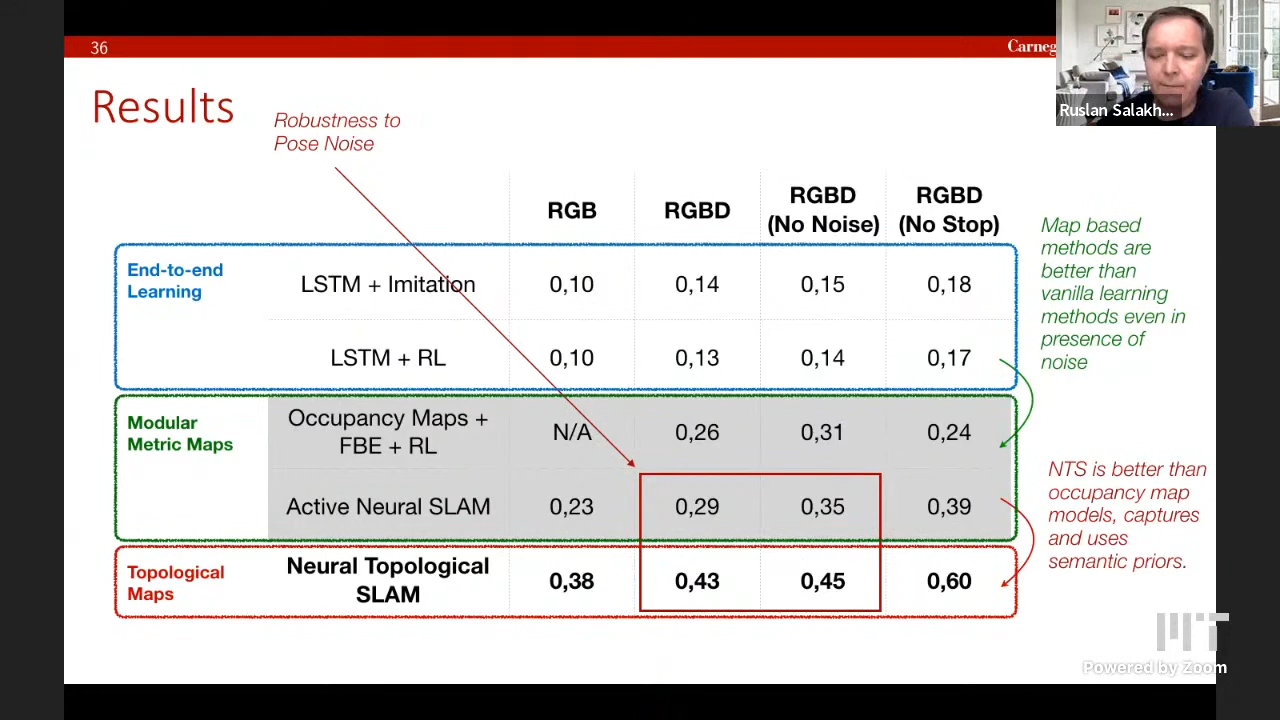 36
Carneg
Ruslan Salakh...
Results
Robustness to
Pose Noise
RGB
RGBD
RGBD
(No Noise)
RGBD
(No Stop)
End-to-end
Learning
LSTM + Imitation
0,10
0,14
0,15
0,18
LSTM + RL
0,10
0,13
0,14
0,17
Map based
methods are
better than
vanilla learning
methods even in
presence of
noise
Modular
Metric Maps
Occupancy Maps +
FBE + RL
N/A
0,26
0,31
0,24
Active Neural SLAM
0,23
0,29
0,35
0,39
NTS is better than
occupancy map
models, captures
and uses
semantic priors.
Topological
Maps
Neural Topological
SLAM
0,38
0,43
0,45
0,60
MIT
Powered by Zoom